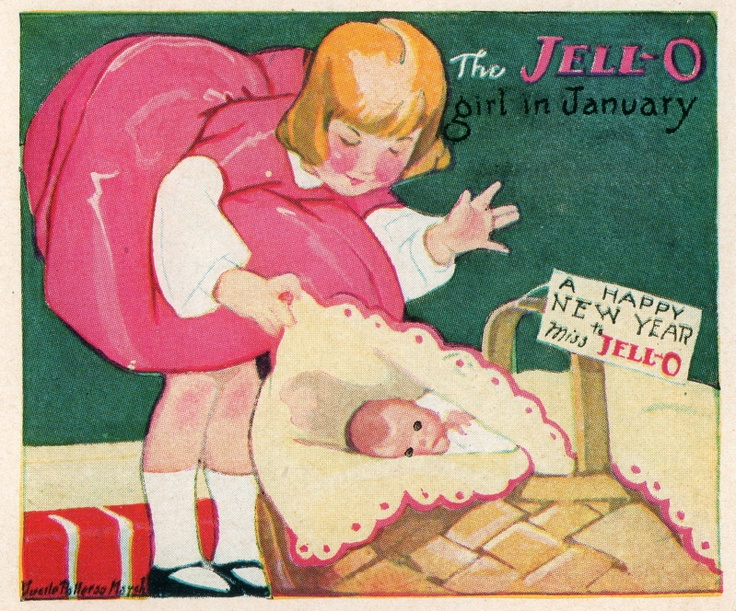 The JELL-O
girl in January
A HAPPY
NEW YEAR
to
Miss JELL-O